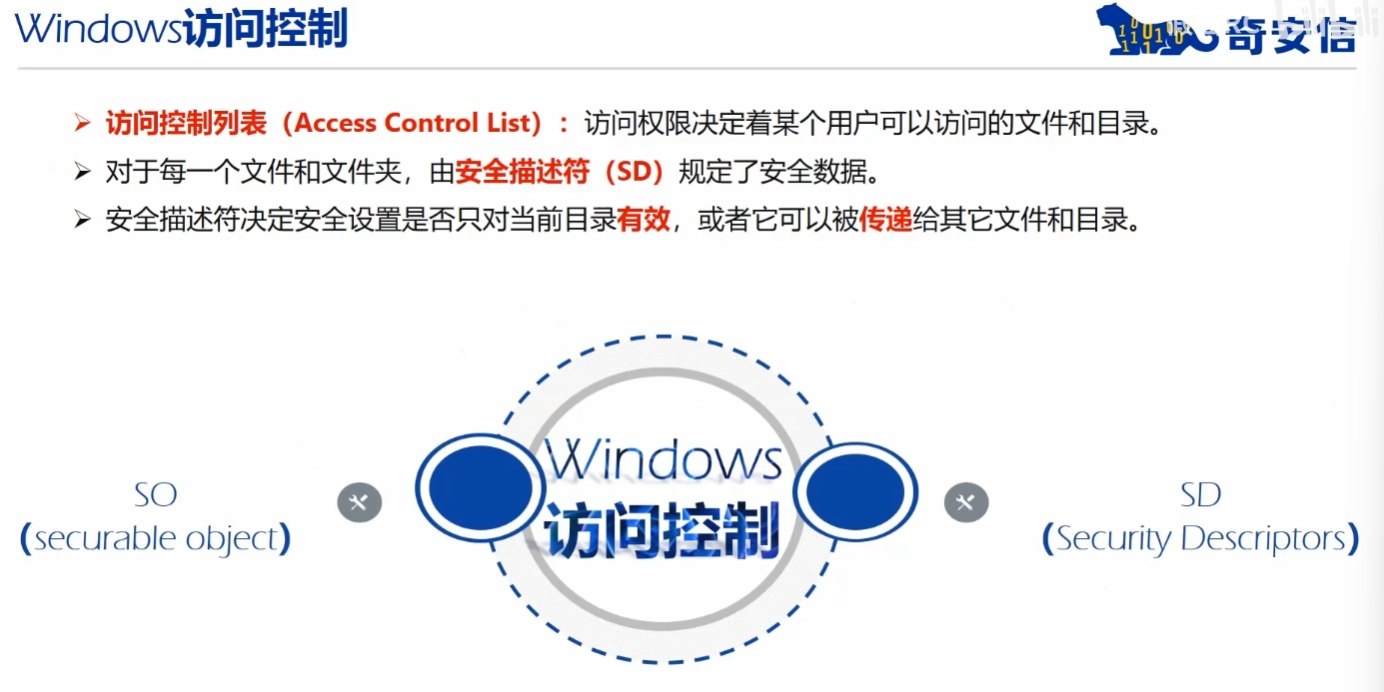 Windows访问控制
奇安信
访问控制列表（Access Control List）：访问权限决定着某个用户可以访问的文件和目录。
对于每一个文件和文件夹，由安全描述符（SD）规定了安全数据。
安全描述符决定安全设置是否只对当前目录有效，或者它可以被传递给其它文件和目录。
Windows
访问控制
SO
(securable object)
SD
(Security Descriptors)